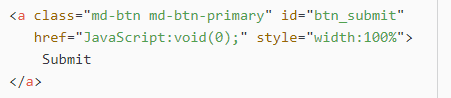 <a class="md-btn md-btn-primary" id="btn_submit"
href="JavaScript:void(0);" style="width:100%">
Submit
</a>